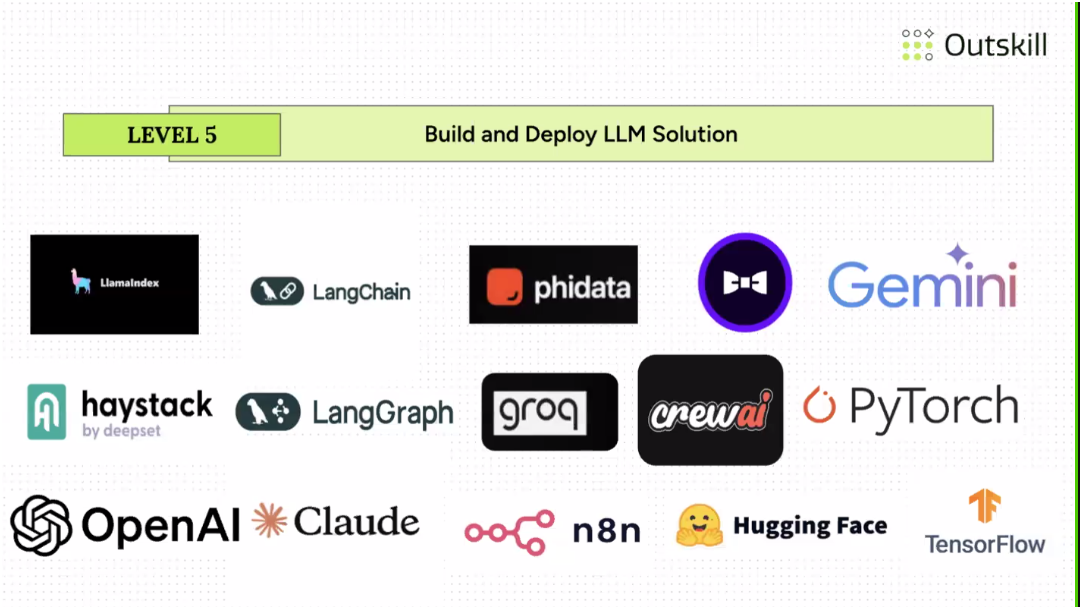 Outskill
LEVEL 5
Build and Deploy LLM Solution
LlamaIndex
LangChain
phidata
Gemini
haystack
by deepset
LangGraph
groq
crewai
PyTorch
OpenAI
Claude
n8n
Hugging Face
TensorFlow